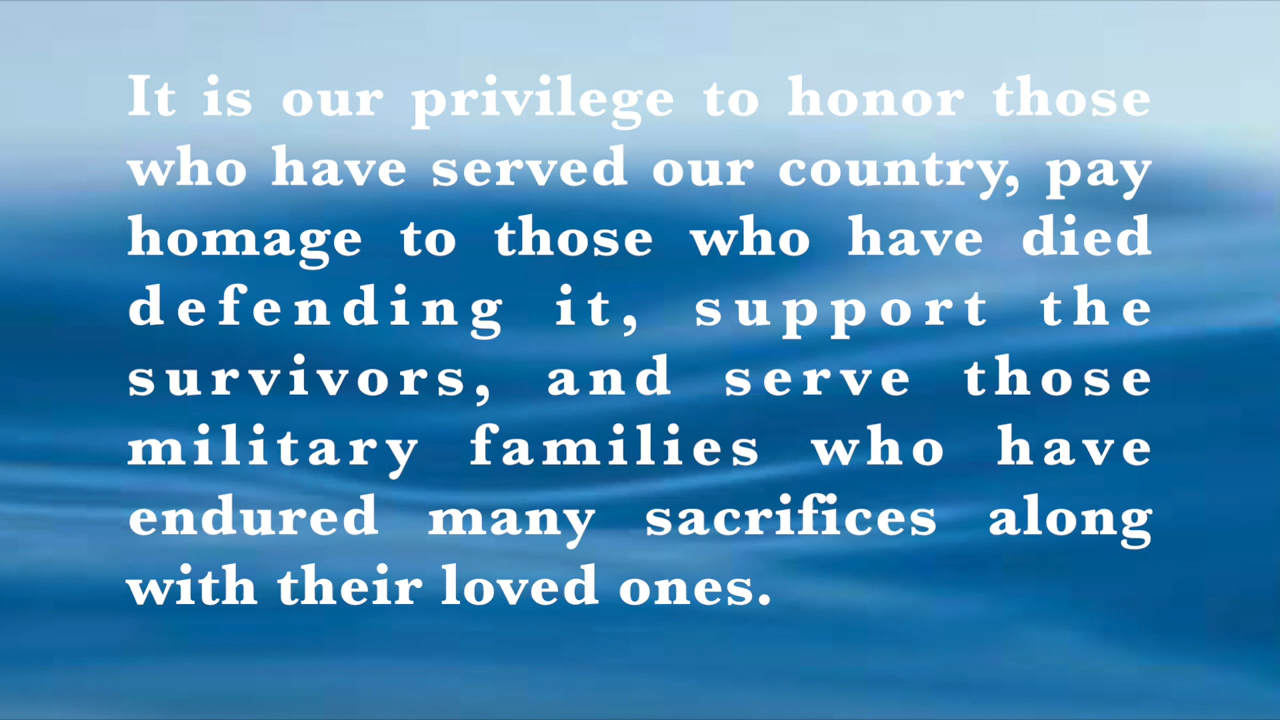 It is our privilege to honor those
who have served our country, pay
homage to those who have died
defending it, support the
survivors, and serve those
military families who have
endured many sacrifices along
with their loved ones.